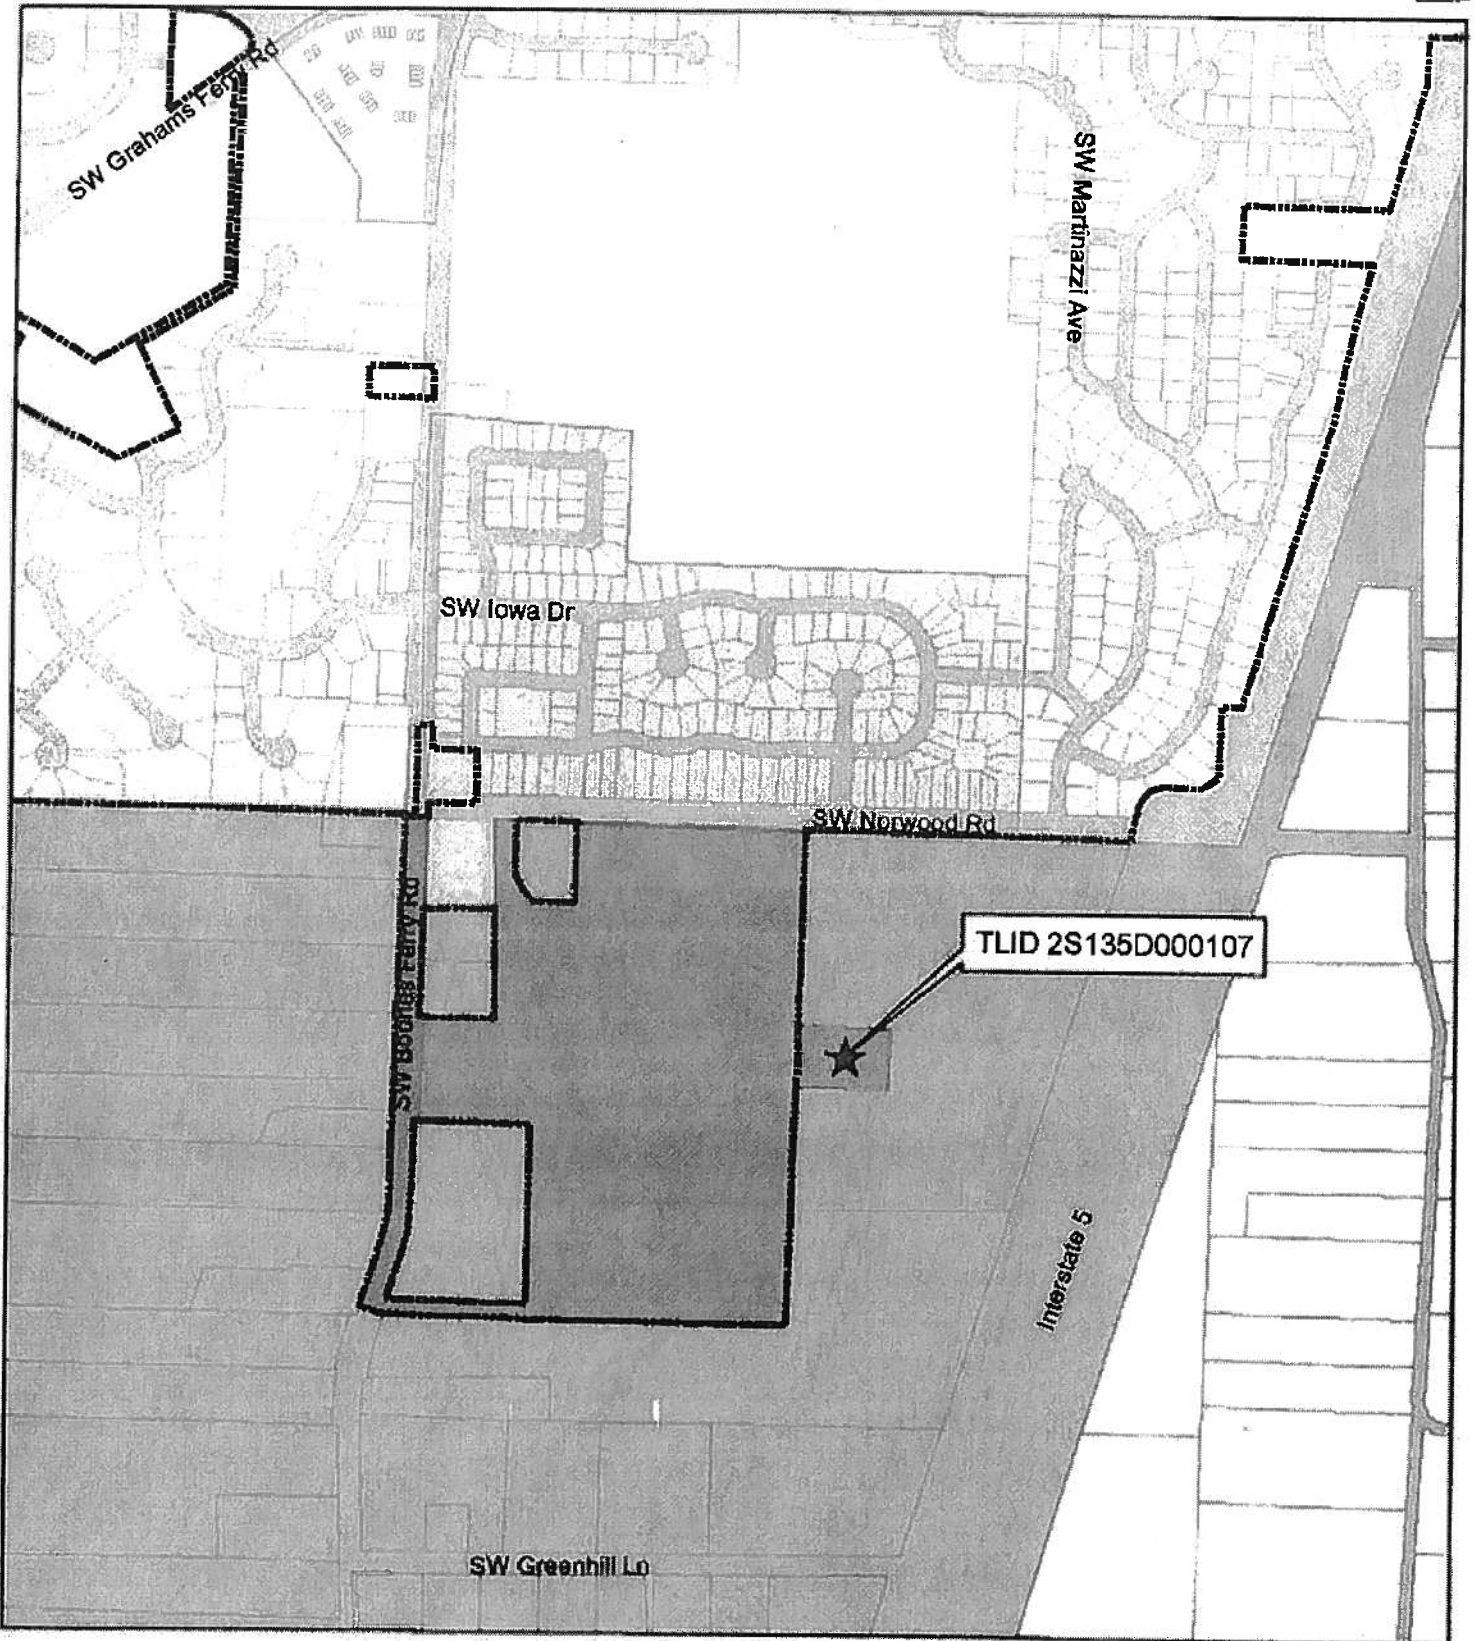 SW Grahams Ferry Rd
SW Martinazzi Ave
SW Iowa Dr
SW Norwood Rd
SW Boones Ferry Rd
TLID 2S135D000107
Interstate 5
SW Greenhill Ln